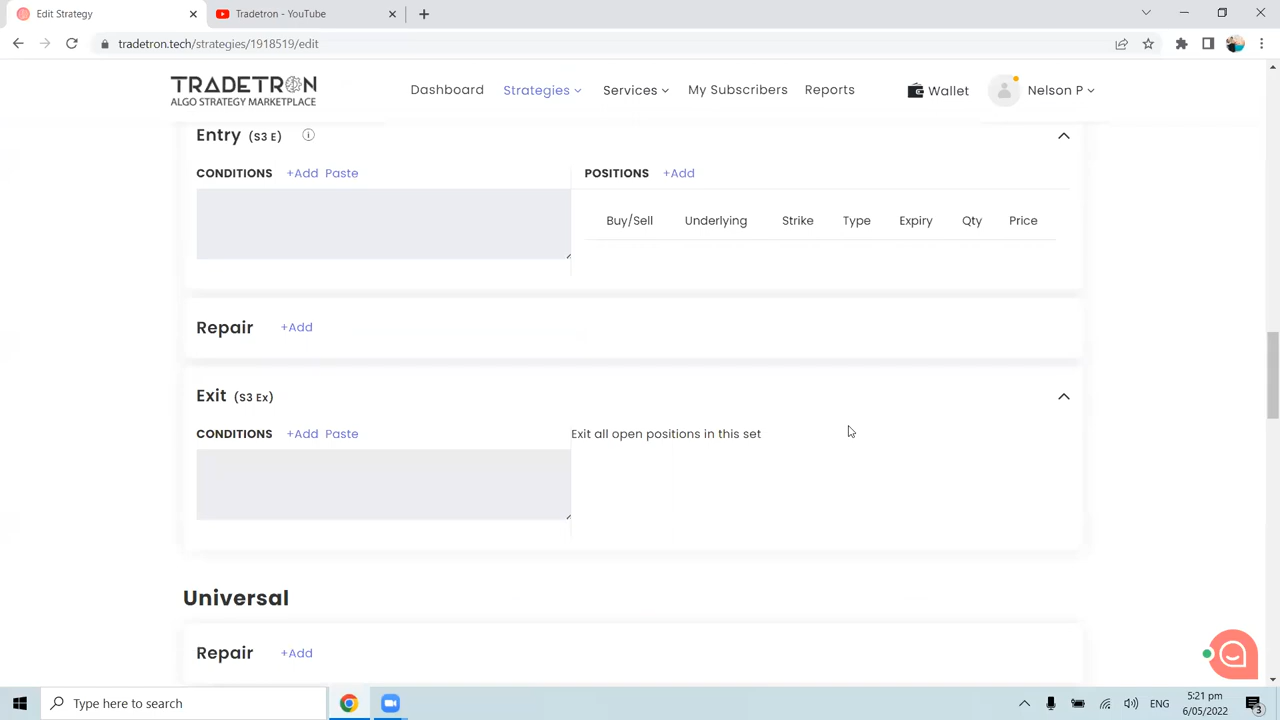 Edit Strategy
Tradetron - YouTube
tradetron.tech/strategies/1918519/edit
TRADETRON
ALGO STRATEGY MARKETPLACE
Dashboard Strategies Services My Subscribers Reports Wallet Nelson P
Entry (S3 E)
CONDITIONS +Add Paste
POSITIONS +Add
Buy/Sell Underlying Strike Type Expiry Qty Price
Repair +Add
Exit (S3 Ex)
CONDITIONS +Add Paste
Exit all open positions in this set
Universal
Repair +Add
Type here to search
ENG
5:21 pm
6/05/2022
3